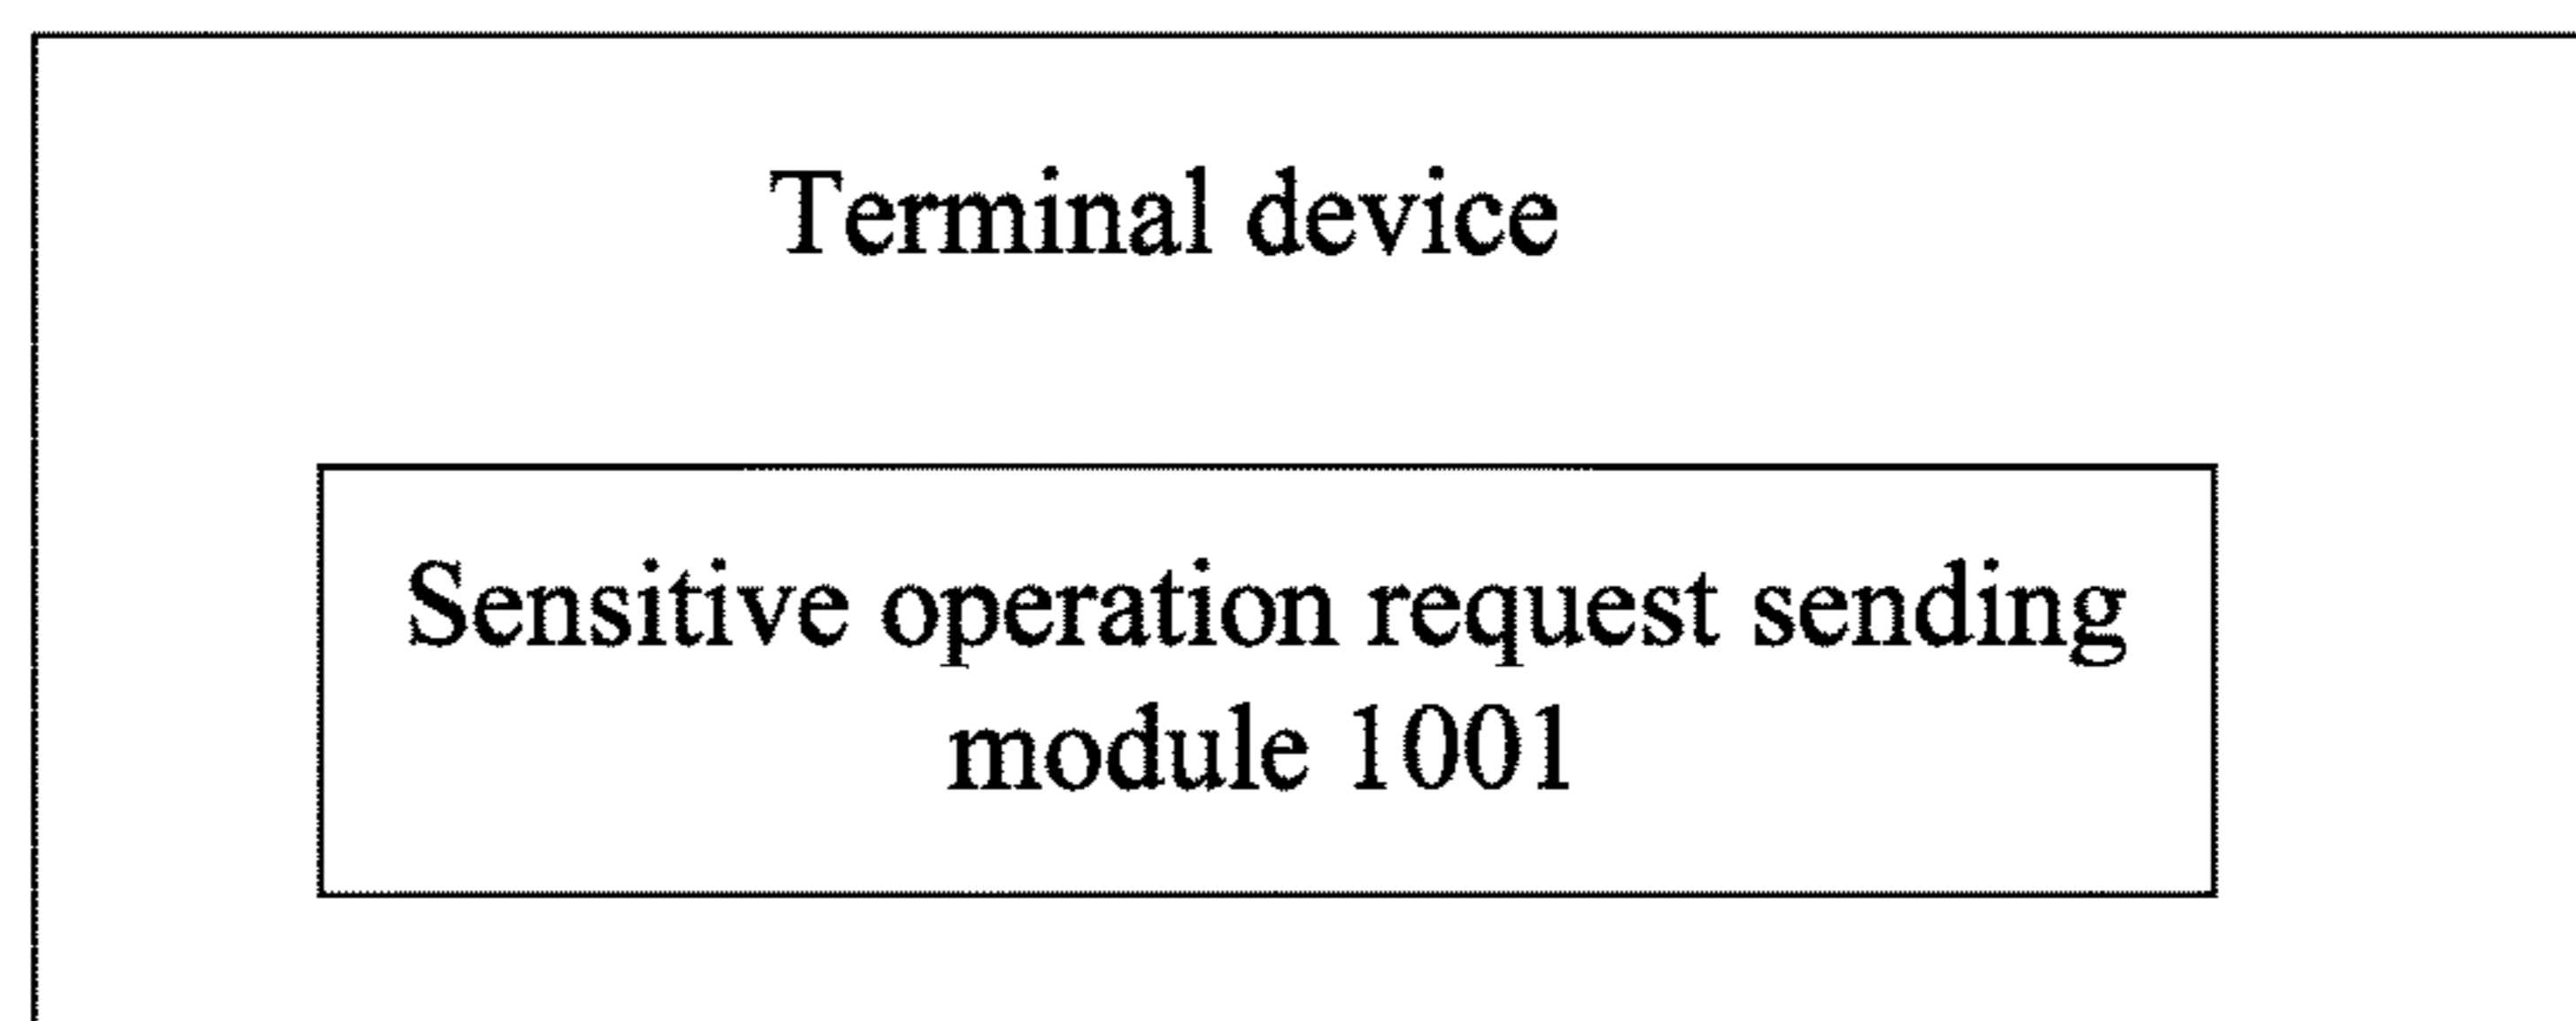 Terminal device
Sensitive operation request sending
module 1001